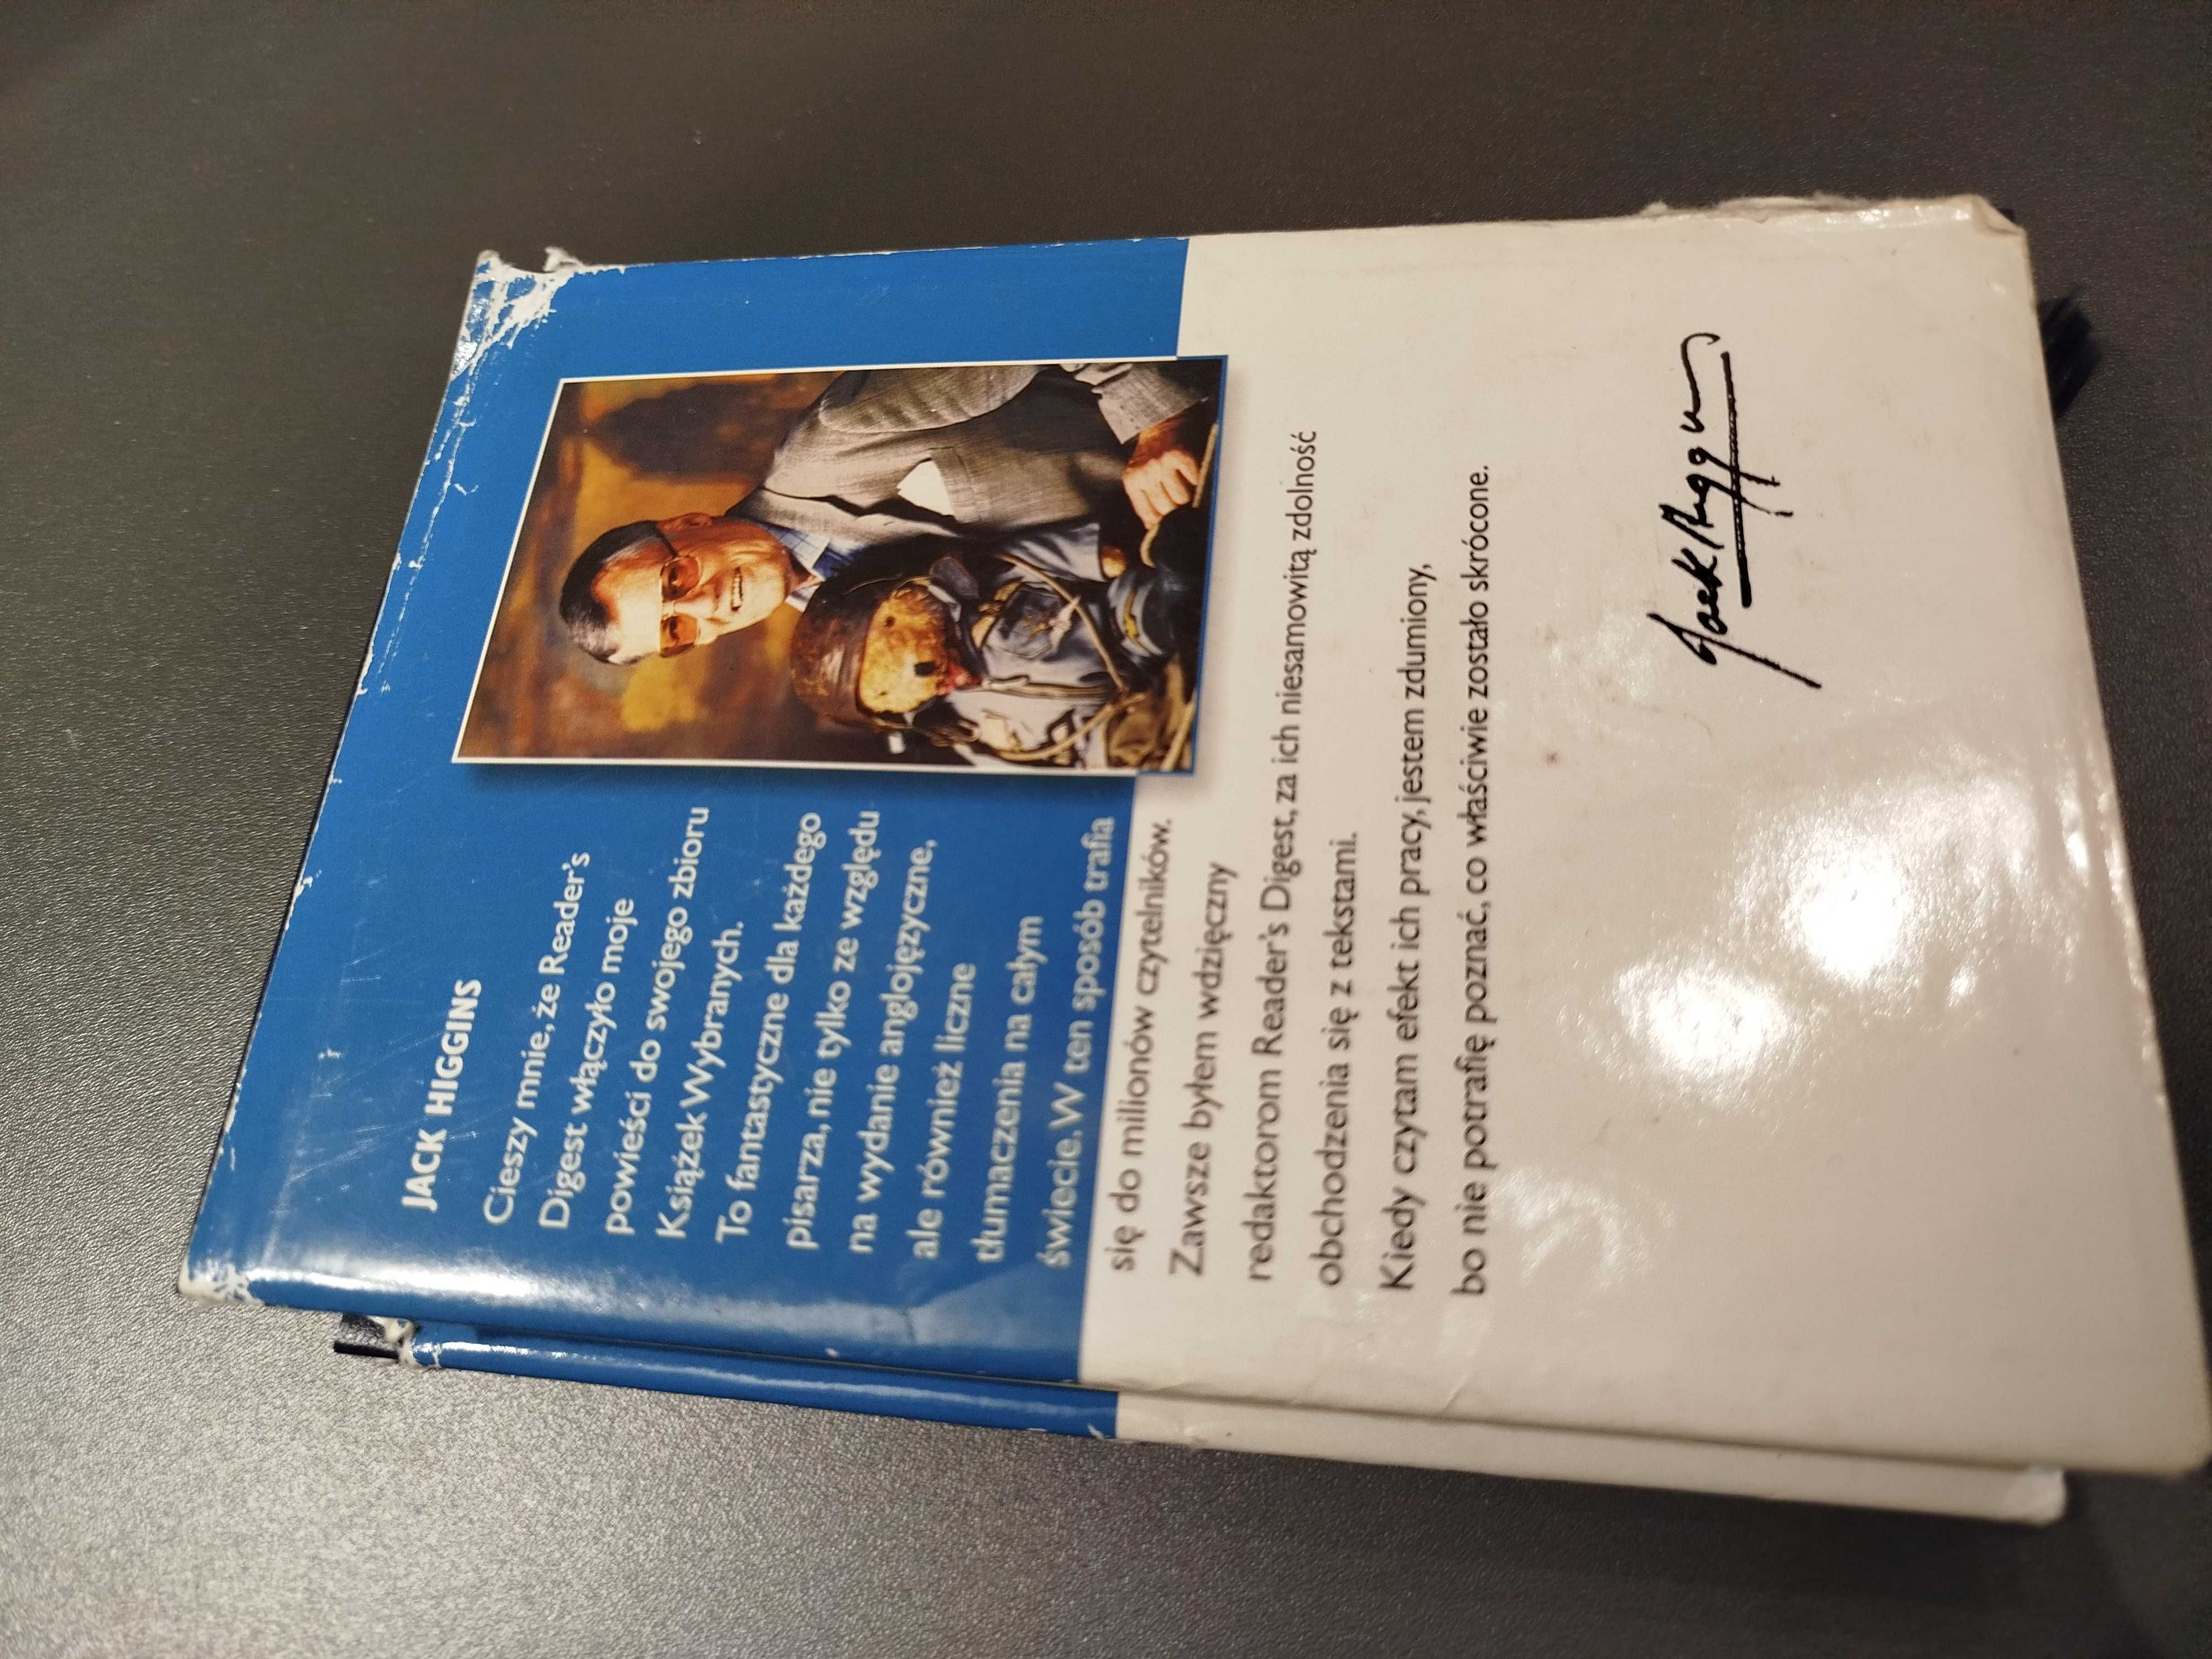 JACK HIGGINS
Cieszy mnie, że Reader's
Digest włączyło moje
powieści do swojego zbioru
Książek Wybranych.
To fantastyczne dla każdego
pisarza, nie tylko ze względu
na wydanie anglojęzyczne,
ale również liczne
tłumaczenia na całym
świecie. W ten sposób trafia
się do milionów czytelników.
Zawsze byłem wdzięczny
redaktorom Reader's Digest, za ich niesamowitą zdolność
obchodzenia się z tekstami.
Kiedy czytam efekt ich pracy, jestem zdumiony,
bo nie potrafię poznać, co właściwie zostało skrócone.
Jack Higgins